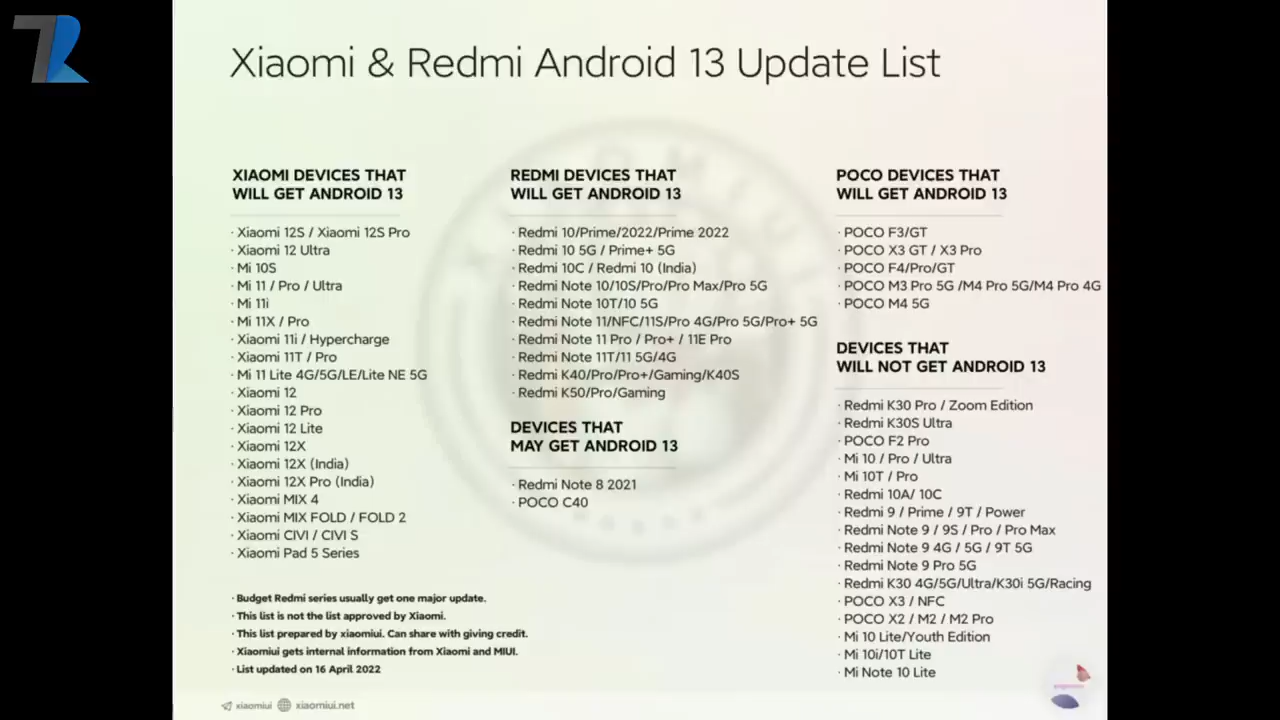 Xiaomi & Redmi Android 13 Update List
XIAOMI DEVICES THAT
WILL GET ANDROID 13
· Xiaomi 12S / Xiaomi 12S Pro
· Xiaomi 12 Ultra
· Mi 10S
· Mi 11 / Pro / Ultra
· Mi 11i
· Mi 11X / Pro
· Xiaomi 11i / Hypercharge
· Xiaomi 11T / Pro
· Mi 11 Lite 4G/5G/LE/Lite NE 5G
· Xiaomi 12
· Xiaomi 12 Pro
· Xiaomi 12 Lite
· Xiaomi 12X
· Xiaomi 12X (India)
· Xiaomi 12X Pro (India)
· Xiaomi MIX 4
· Xiaomi MIX FOLD / FOLD 2
· Xiaomi CIVI / CIVI S
· Xiaomi Pad 5 Series
· Budget Redmi series usually get one major update.
· This list is not the list approved by Xiaomi.
· This list prepared by xiaomiui. Can share with giving credit.
· Xiaomiui gets internal information from Xiaomi and MIUI.
· List updated on 16 April 2022
xiaomiui xiaomiui.net
REDMI DEVICES THAT
WILL GET ANDROID 13
· Redmi 10/Prime/2022/Prime 2022
· Redmi 10 5G / Prime+ 5G
· Redmi 10C / Redmi 10 (India)
· Redmi Note 10/10S/Pro/Pro Max/Pro 5G
· Redmi Note 10T/10 5G
· Redmi Note 11/NFC/11S/Pro 4G/Pro 5G/Pro+ 5G
· Redmi Note 11 Pro / Pro+ / 11E Pro
· Redmi Note 11T/11 5G/4G
· Redmi K40/Pro/Pro+/Gaming/K40S
· Redmi K50/Pro/Gaming
DEVICES THAT
MAY GET ANDROID 13
· Redmi Note 8 2021
· POCO C40
POCO DEVICES THAT
WILL GET ANDROID 13
· POCO F3/GT
· POCO X3 GT / X3 Pro
· POCO F4/Pro/GT
· POCO M3 Pro 5G /M4 Pro 5G/M4 Pro 4G
· POCO M4 5G
DEVICES THAT
WILL NOT GET ANDROID 13
· Redmi K30 Pro / Zoom Edition
· Redmi K30S Ultra
· POCO F2 Pro
· Mi 10 / Pro / Ultra
· Mi 10T / Pro
· Redmi 10A/ 10C
· Redmi 9 / Prime / 9T / Power
· Redmi Note 9 / 9S / Pro / Pro Max
· Redmi Note 9 4G / 5G / 9T 5G
· Redmi Note 9 Pro 5G
· Redmi K30 4G/5G/Ultra/K30i 5G/Racing
· POCO X3 / NFC
· POCO X2 / M2 / M2 Pro
· Mi 10 Lite/Youth Edition
· Mi 10i/10T Lite
· Mi Note 10 Lite